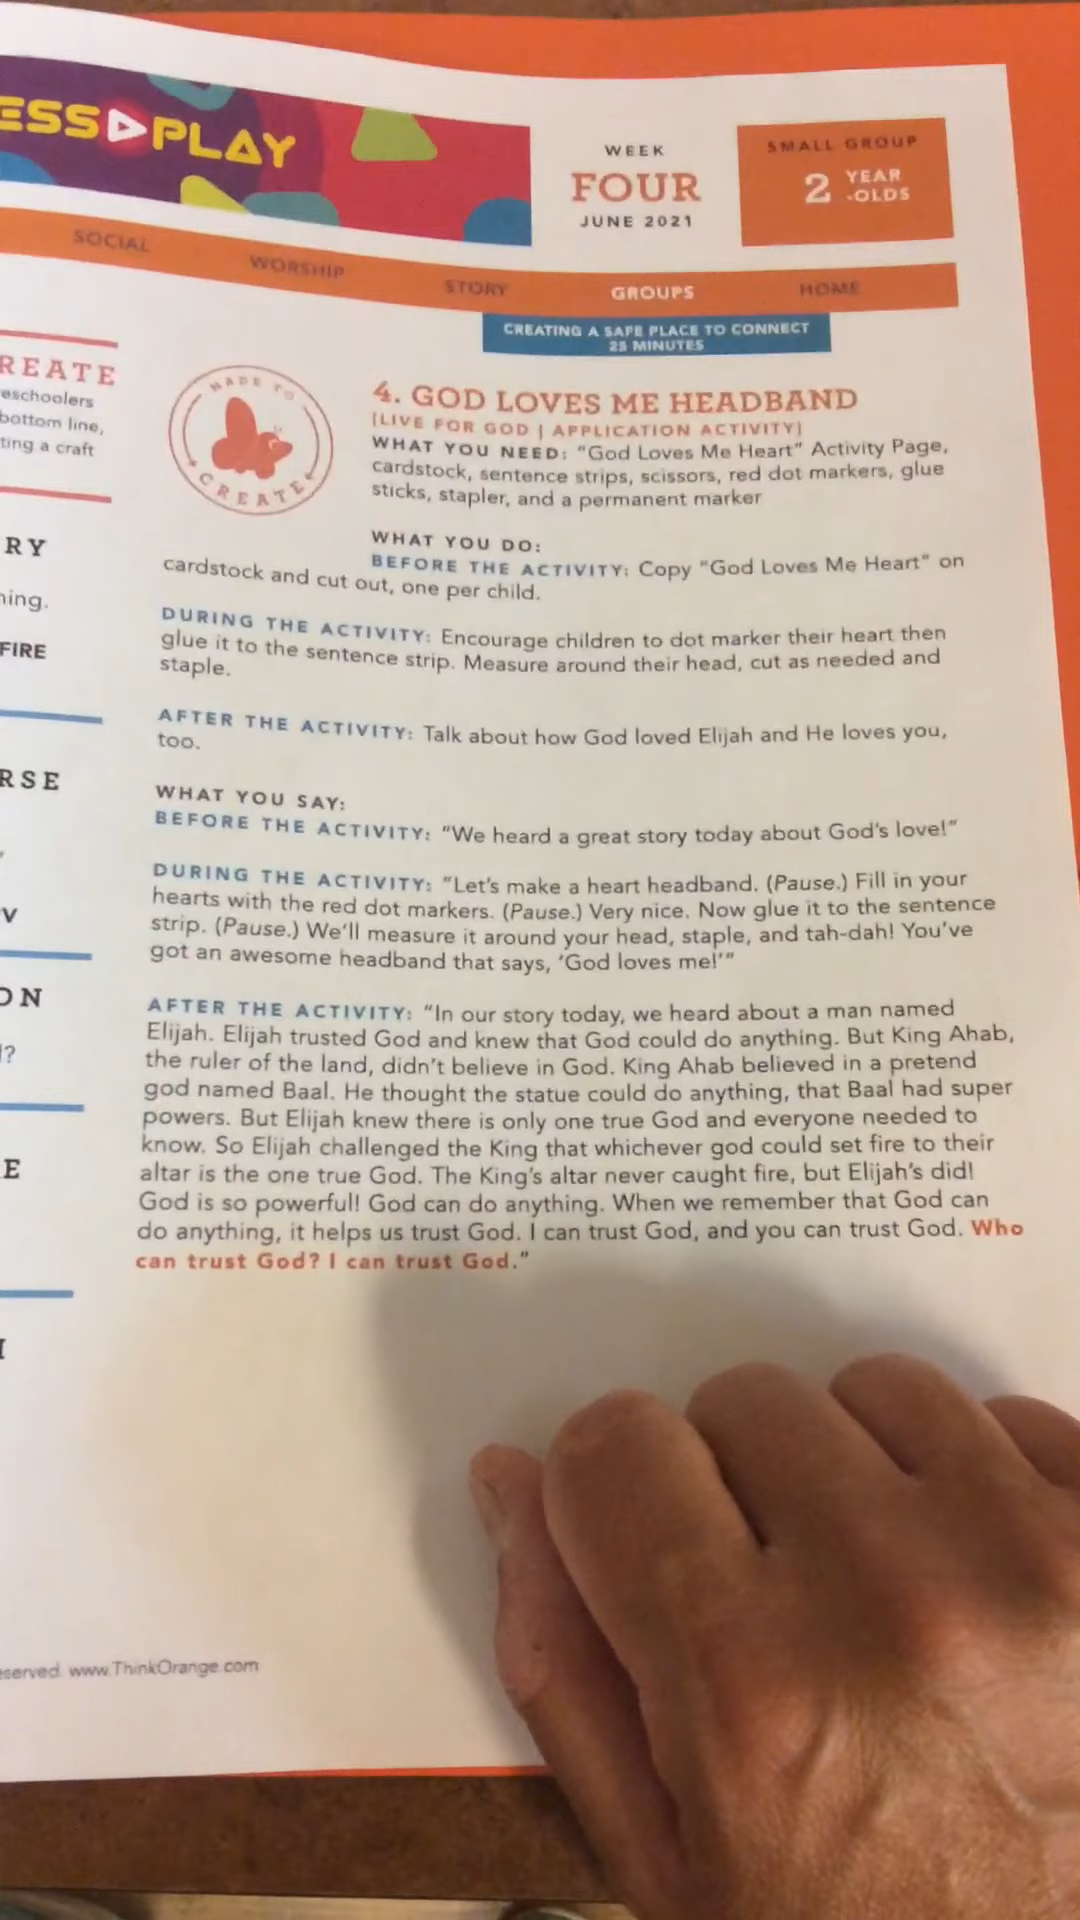 ESS PLAY
WEEK
FOUR
JUNE 2021
SMALL GROUP
2 YEAR
-OLDS
SOCIAL
WORSHIP
STORY
GROUPS
HOME
CREATING A SAFE PLACE TO CONNECT
25 MINUTES
REATE
eschoolers
bottom line,
ting a craft
RY
ning.
FIRE
RSE
V
ON
?
E
MADE TO
CREATE
4. GOD LOVES ME HEADBAND
[LIVE FOR GOD | APPLICATION ACTIVITY]
WHAT YOU NEED: “God Loves Me Heart” Activity Page,
cardstock, sentence strips, scissors, red dot markers, glue
sticks, stapler, and a permanent marker
WHAT YOU DO:
BEFORE THE ACTIVITY: Copy “God Loves Me Heart” on
cardstock and cut out, one per child.
DURING THE ACTIVITY: Encourage children to dot marker their heart then
glue it to the sentence strip. Measure around their head, cut as needed and
staple.
AFTER THE ACTIVITY: Talk about how God loved Elijah and He loves you,
too.
WHAT YOU SAY:
BEFORE THE ACTIVITY: “We heard a great story today about God’s love!”
DURING THE ACTIVITY: “Let’s make a heart headband. (Pause.) Fill in your
hearts with the red dot markers. (Pause.) Very nice. Now glue it to the sentence
strip. (Pause.) We’ll measure it around your head, staple, and tah-dah! You’ve
got an awesome headband that says, ‘God loves me!’”
AFTER THE ACTIVITY: “In our story today, we heard about a man named
Elijah. Elijah trusted God and knew that God could do anything. But King Ahab,
the ruler of the land, didn’t believe in God. King Ahab believed in a pretend
god named Baal. He thought the statue could do anything, that Baal had super
powers. But Elijah knew there is only one true God and everyone needed to
know. So Elijah challenged the King that whichever god could set fire to their
altar is the one true God. The King’s altar never caught fire, but Elijah’s did!
God is so powerful! God can do anything. When we remember that God can
do anything, it helps us trust God. I can trust God, and you can trust God. Who
can trust God? I can trust God.”
served. www.ThinkOrange.com